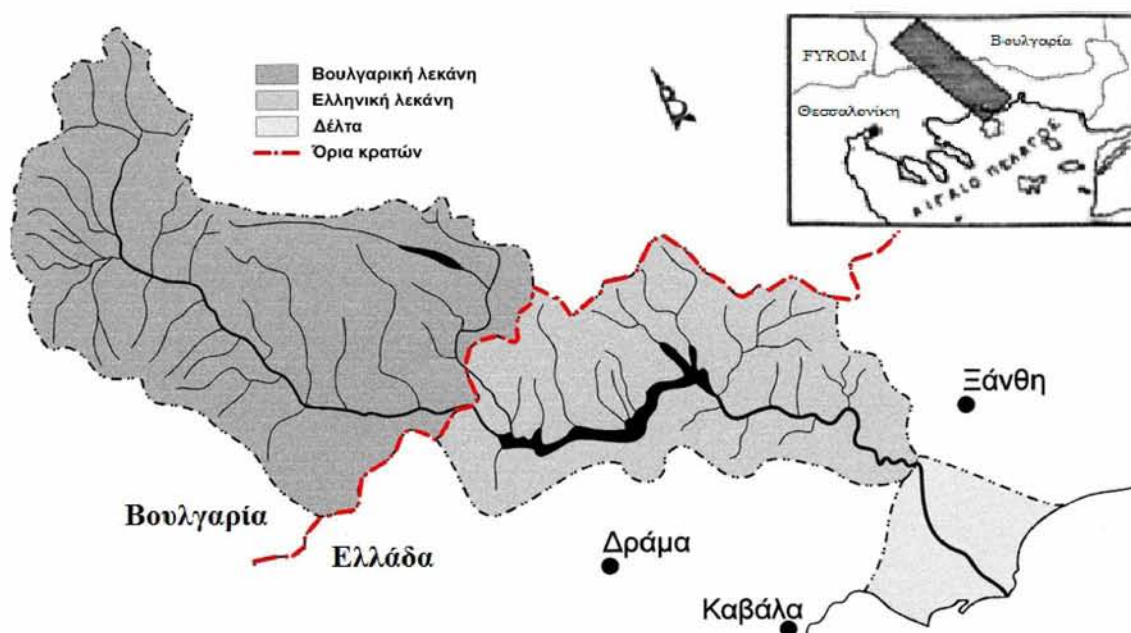 Βουλγαρική λεκάνη
Ελληνική λεκάνη
Δέλτα
Όρια κρατών
FYROM
Βουλγαρία
Θεσσαλονίκη
ΑΙΓΑΙΟ ΠΕΛΑΓΟΣ
Ξάνθη
Βουλγαρία
Ελλάδα
Δράμα
Καβάλα